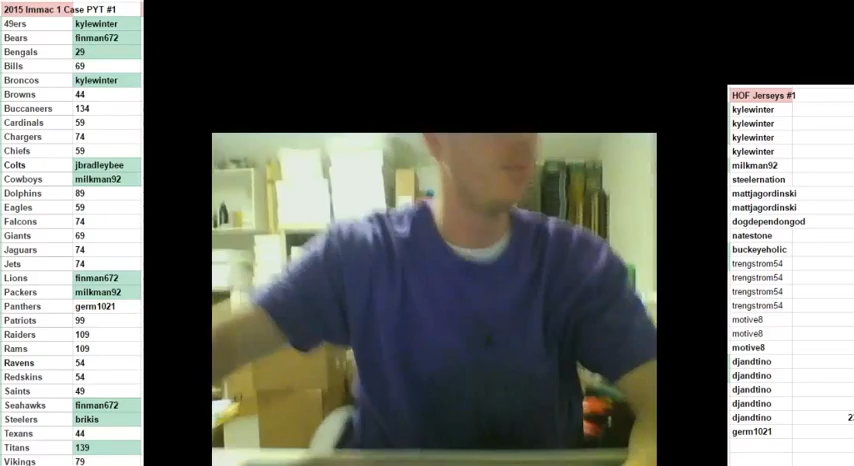 2015 Immac 1 Case PYT #1
49ers kylewinter
Bears finman672
Bengals 29
Bills 69
Broncos kylewinter
Browns 44
Buccaneers 134
Cardinals 59
Chargers 74
Chiefs 59
Colts jbradleybee
Cowboys milkman92
Dolphins 89
Eagles 59
Falcons 74
Giants 69
Jaguars 74
Jets 74
Lions finman672
Packers milkman92
Panthers germ1021
Patriots 99
Raiders 109
Rams 109
Ravens 54
Redskins 54
Saints 49
Seahawks finman672
Steelers brikis
Texans 44
Titans 139
Vikings 79
HOF Jerseys #1
kylewinter
kylewinter
kylewinter
kylewinter
milkman92
steelernation
mattjagordinski
mattjagordinski
dogdependongod
natestone
buckeyeholic
trengstrom54
trengstrom54
trengstrom54
trengstrom54
motive8
motive8
motive8
djandtino
djandtino
djandtino
djandtino
djandtino
germ1021